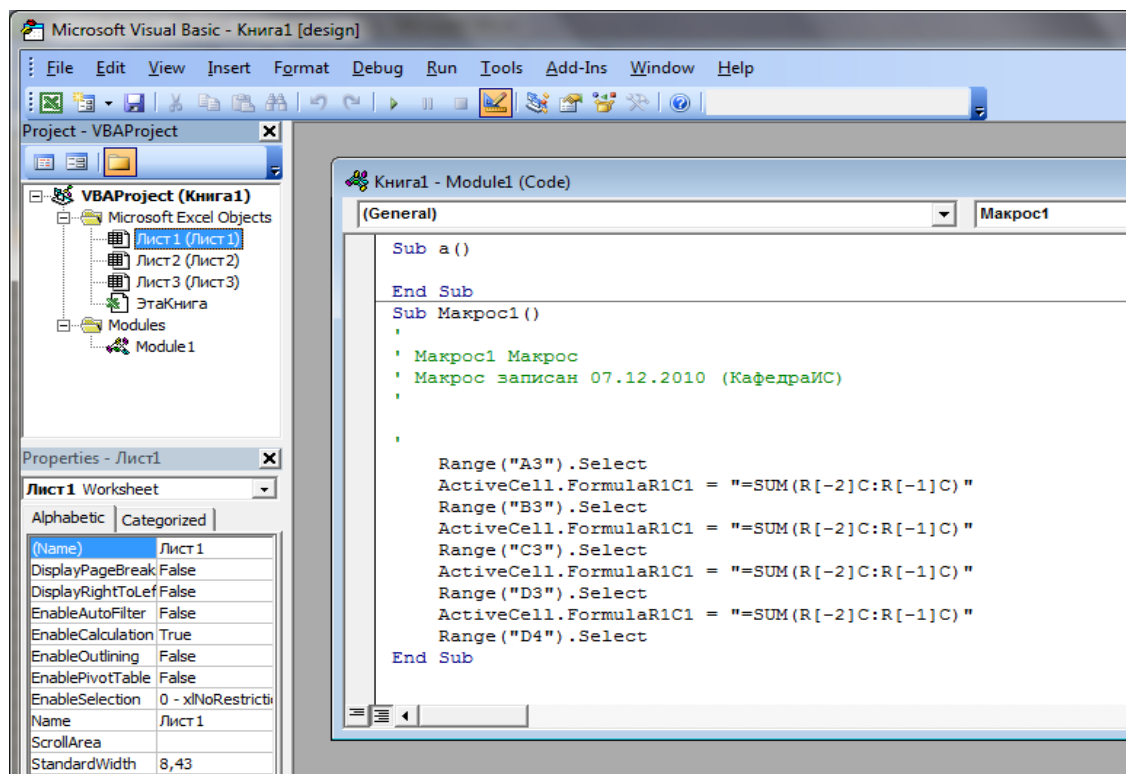 Microsoft Visual Basic - Книга1 [design]
File Edit View Insert Format Debug Run Tools Add-Ins Window Help
Project - VBAProject
VBAProject (Книга1)
Microsoft Excel Objects
Лист1 (Лист1)
Лист2 (Лист2)
Лист3 (Лист3)
ЭтаКнига
Modules
Module1
Properties - Лист1
Лист1 Worksheet
Alphabetic Categorized
(Name) Лист1
DisplayPageBreak False
DisplayRightToLef False
EnableAutoFilter False
EnableCalculation True
EnableOutlining False
EnablePivotTable False
EnableSelection 0 - xlNoRestricti
Name Лист1
ScrollArea
StandardWidth 8,43
Книга1 - Module1 (Code)
(General) Макрос1
Sub a()
End Sub
Sub Макрос1()
'
' Макрос1 Макрос
' Макрос записан 07.12.2010 (КафедраИС)
'
'
Range("A3").Select
ActiveCell.FormulaR1C1 = "=SUM(R[-2]C:R[-1]C)"
Range("B3").Select
ActiveCell.FormulaR1C1 = "=SUM(R[-2]C:R[-1]C)"
Range("C3").Select
ActiveCell.FormulaR1C1 = "=SUM(R[-2]C:R[-1]C)"
Range("D3").Select
ActiveCell.FormulaR1C1 = "=SUM(R[-2]C:R[-1]C)"
Range("D4").Select
End Sub